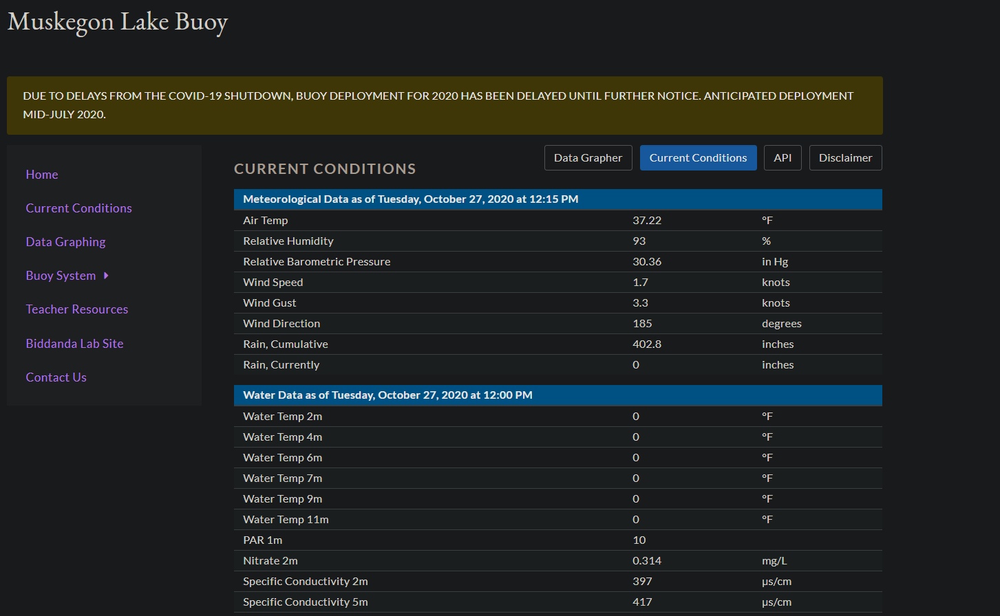 Muskegon Lake Buoy
DUE TO DELAYS FROM THE COVID-19 SHUTDOWN, BUOY DEPLOYMENT FOR 2020 HAS BEEN DELAYED UNTIL FURTHER NOTICE. ANTICIPATED DEPLOYMENT
MID-JULY 2020.
Home
Current Conditions
Data Graphing
Buoy System
Teacher Resources
Biddanda Lab Site
Contact Us
Data Grapher Current Conditions API Disclaimer
CURRENT CONDITIONS
Meteorological Data as of Tuesday, October 27, 2020 at 12:15 PM
Air Temp 37.22 °F
Relative Humidity 93 %
Relative Barometric Pressure 30.36 in Hg
Wind Speed 1.7 knots
Wind Gust 3.3 knots
Wind Direction 185 degrees
Rain, Cumulative 402.8 inches
Rain, Currently 0 inches
Water Data as of Tuesday, October 27, 2020 at 12:00 PM
Water Temp 2m 0 °F
Water Temp 4m 0 °F
Water Temp 6m 0 °F
Water Temp 7m 0 °F
Water Temp 9m 0 °F
Water Temp 11m 0 °F
PAR 1m 10
Nitrate 2m 0.314 mg/L
Specific Conductivity 2m 397 µs/cm
Specific Conductivity 5m 417 µs/cm